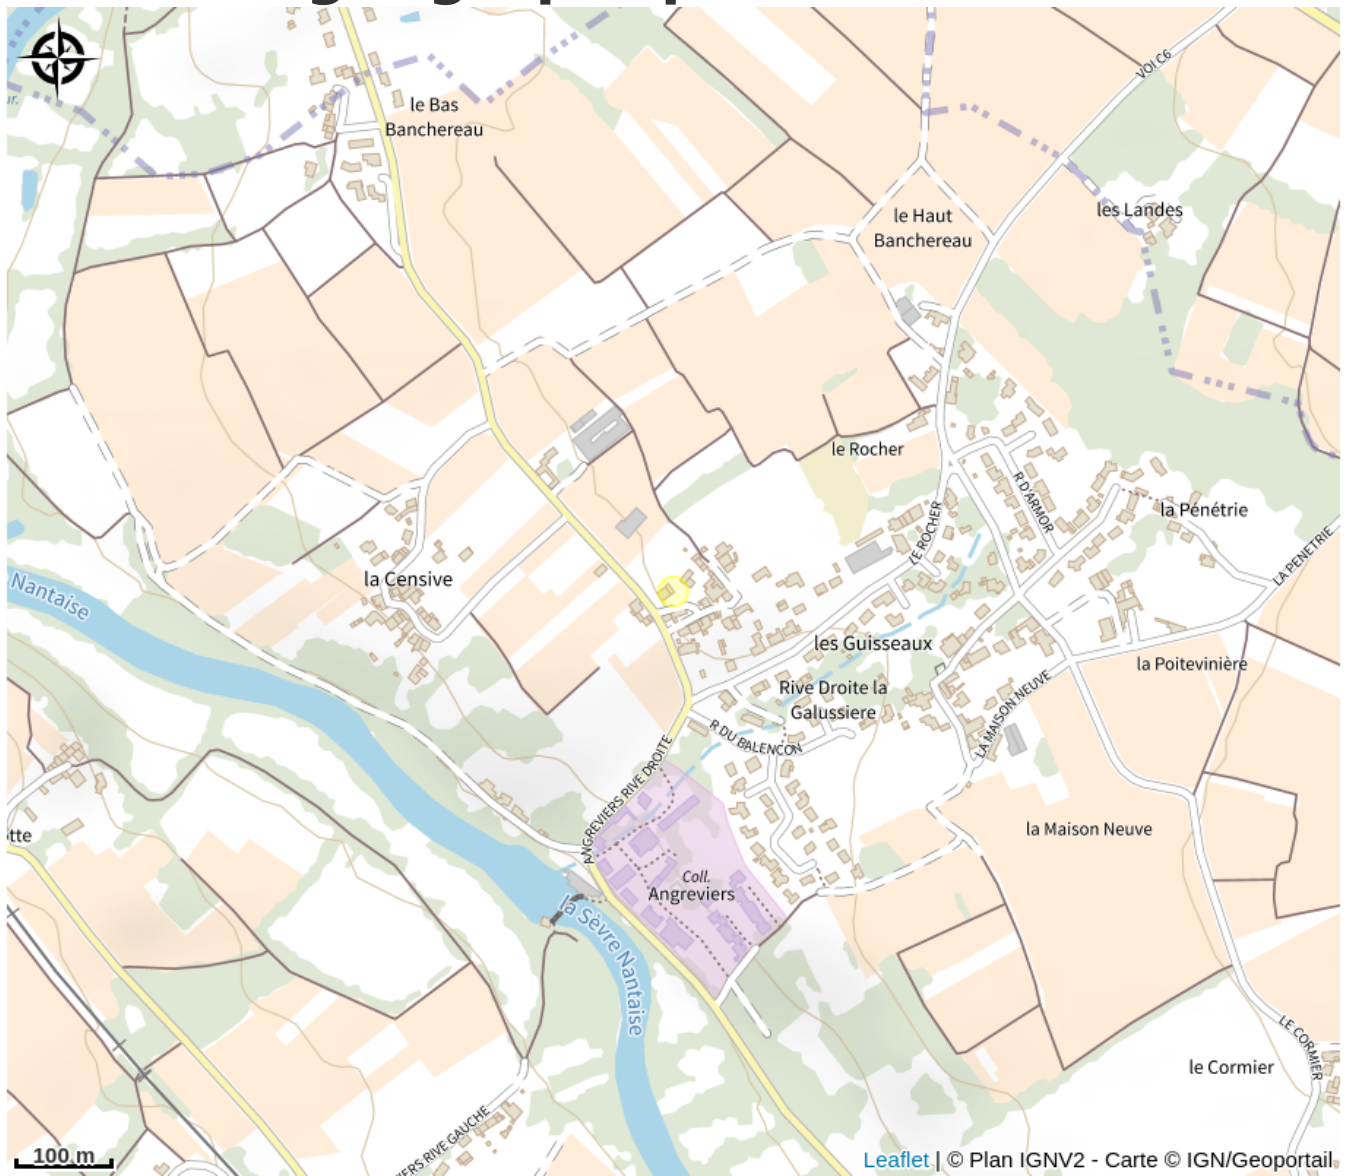 VOI C6
le Bas
Banchereau
les Landes
le Haut
Banchereau
le Rocher
R D'ARMOR
la Pénétrie
LE ROCHER
LA PENETRIE
Nantaise
la Censive
les Guisseaux
la Poitevinière
Rive Droite la
Galussiere
LA MAISON NEUVE
R DU BALENCON
ANGREVIERS RIVE DROITE
la Maison Neuve
tte
Coll.
Angreviers
la Sèvre Nantaise
LE CORMIER
le Cormier
IERS RIVE GAUCHE
100 m
Leaflet | © Plan IGNV2 - Carte © IGN/Geoportail